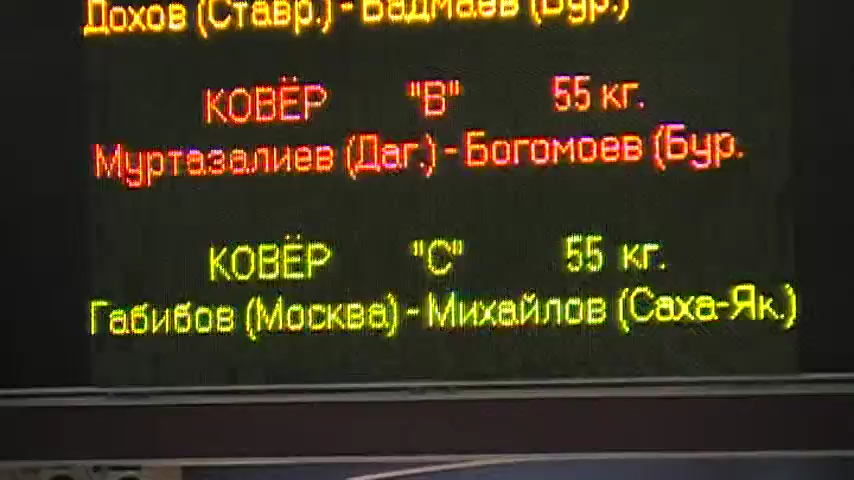 Дохов (Ставр.) - Бадмаев (Бур.)
КОВЁР "В" 55 кг.
Муртазалиев (Даг.) - Богомоев (Бур.
КОВЁР "С" 55 кг.
Габибов (Москва) - Михайлов (Саха-Як.)